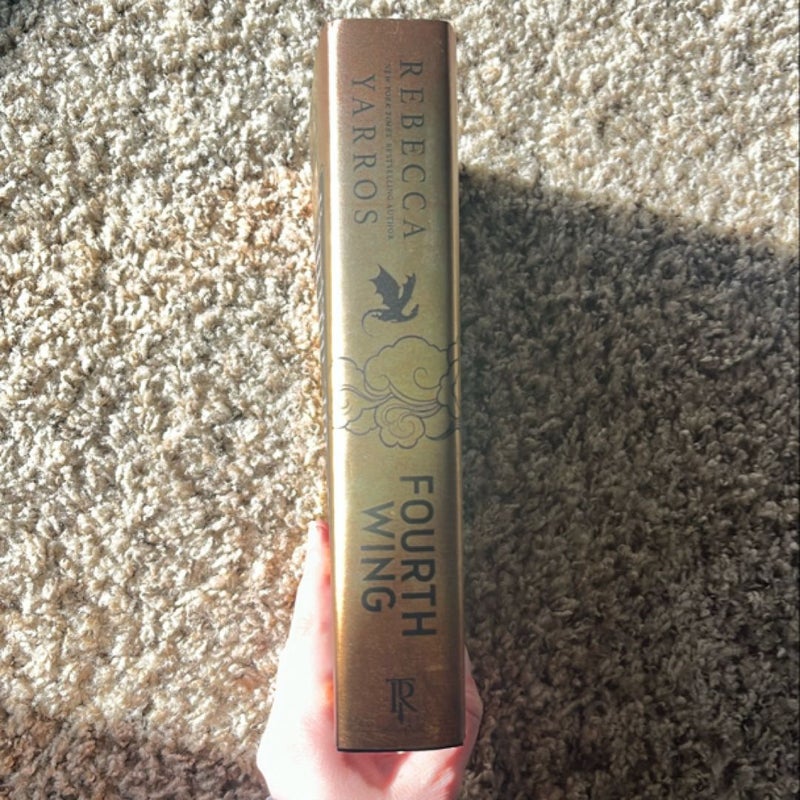 REBECCA
NEW YORK TIMES BESTSELLING AUTHOR
YARROS
FOURTH
WING